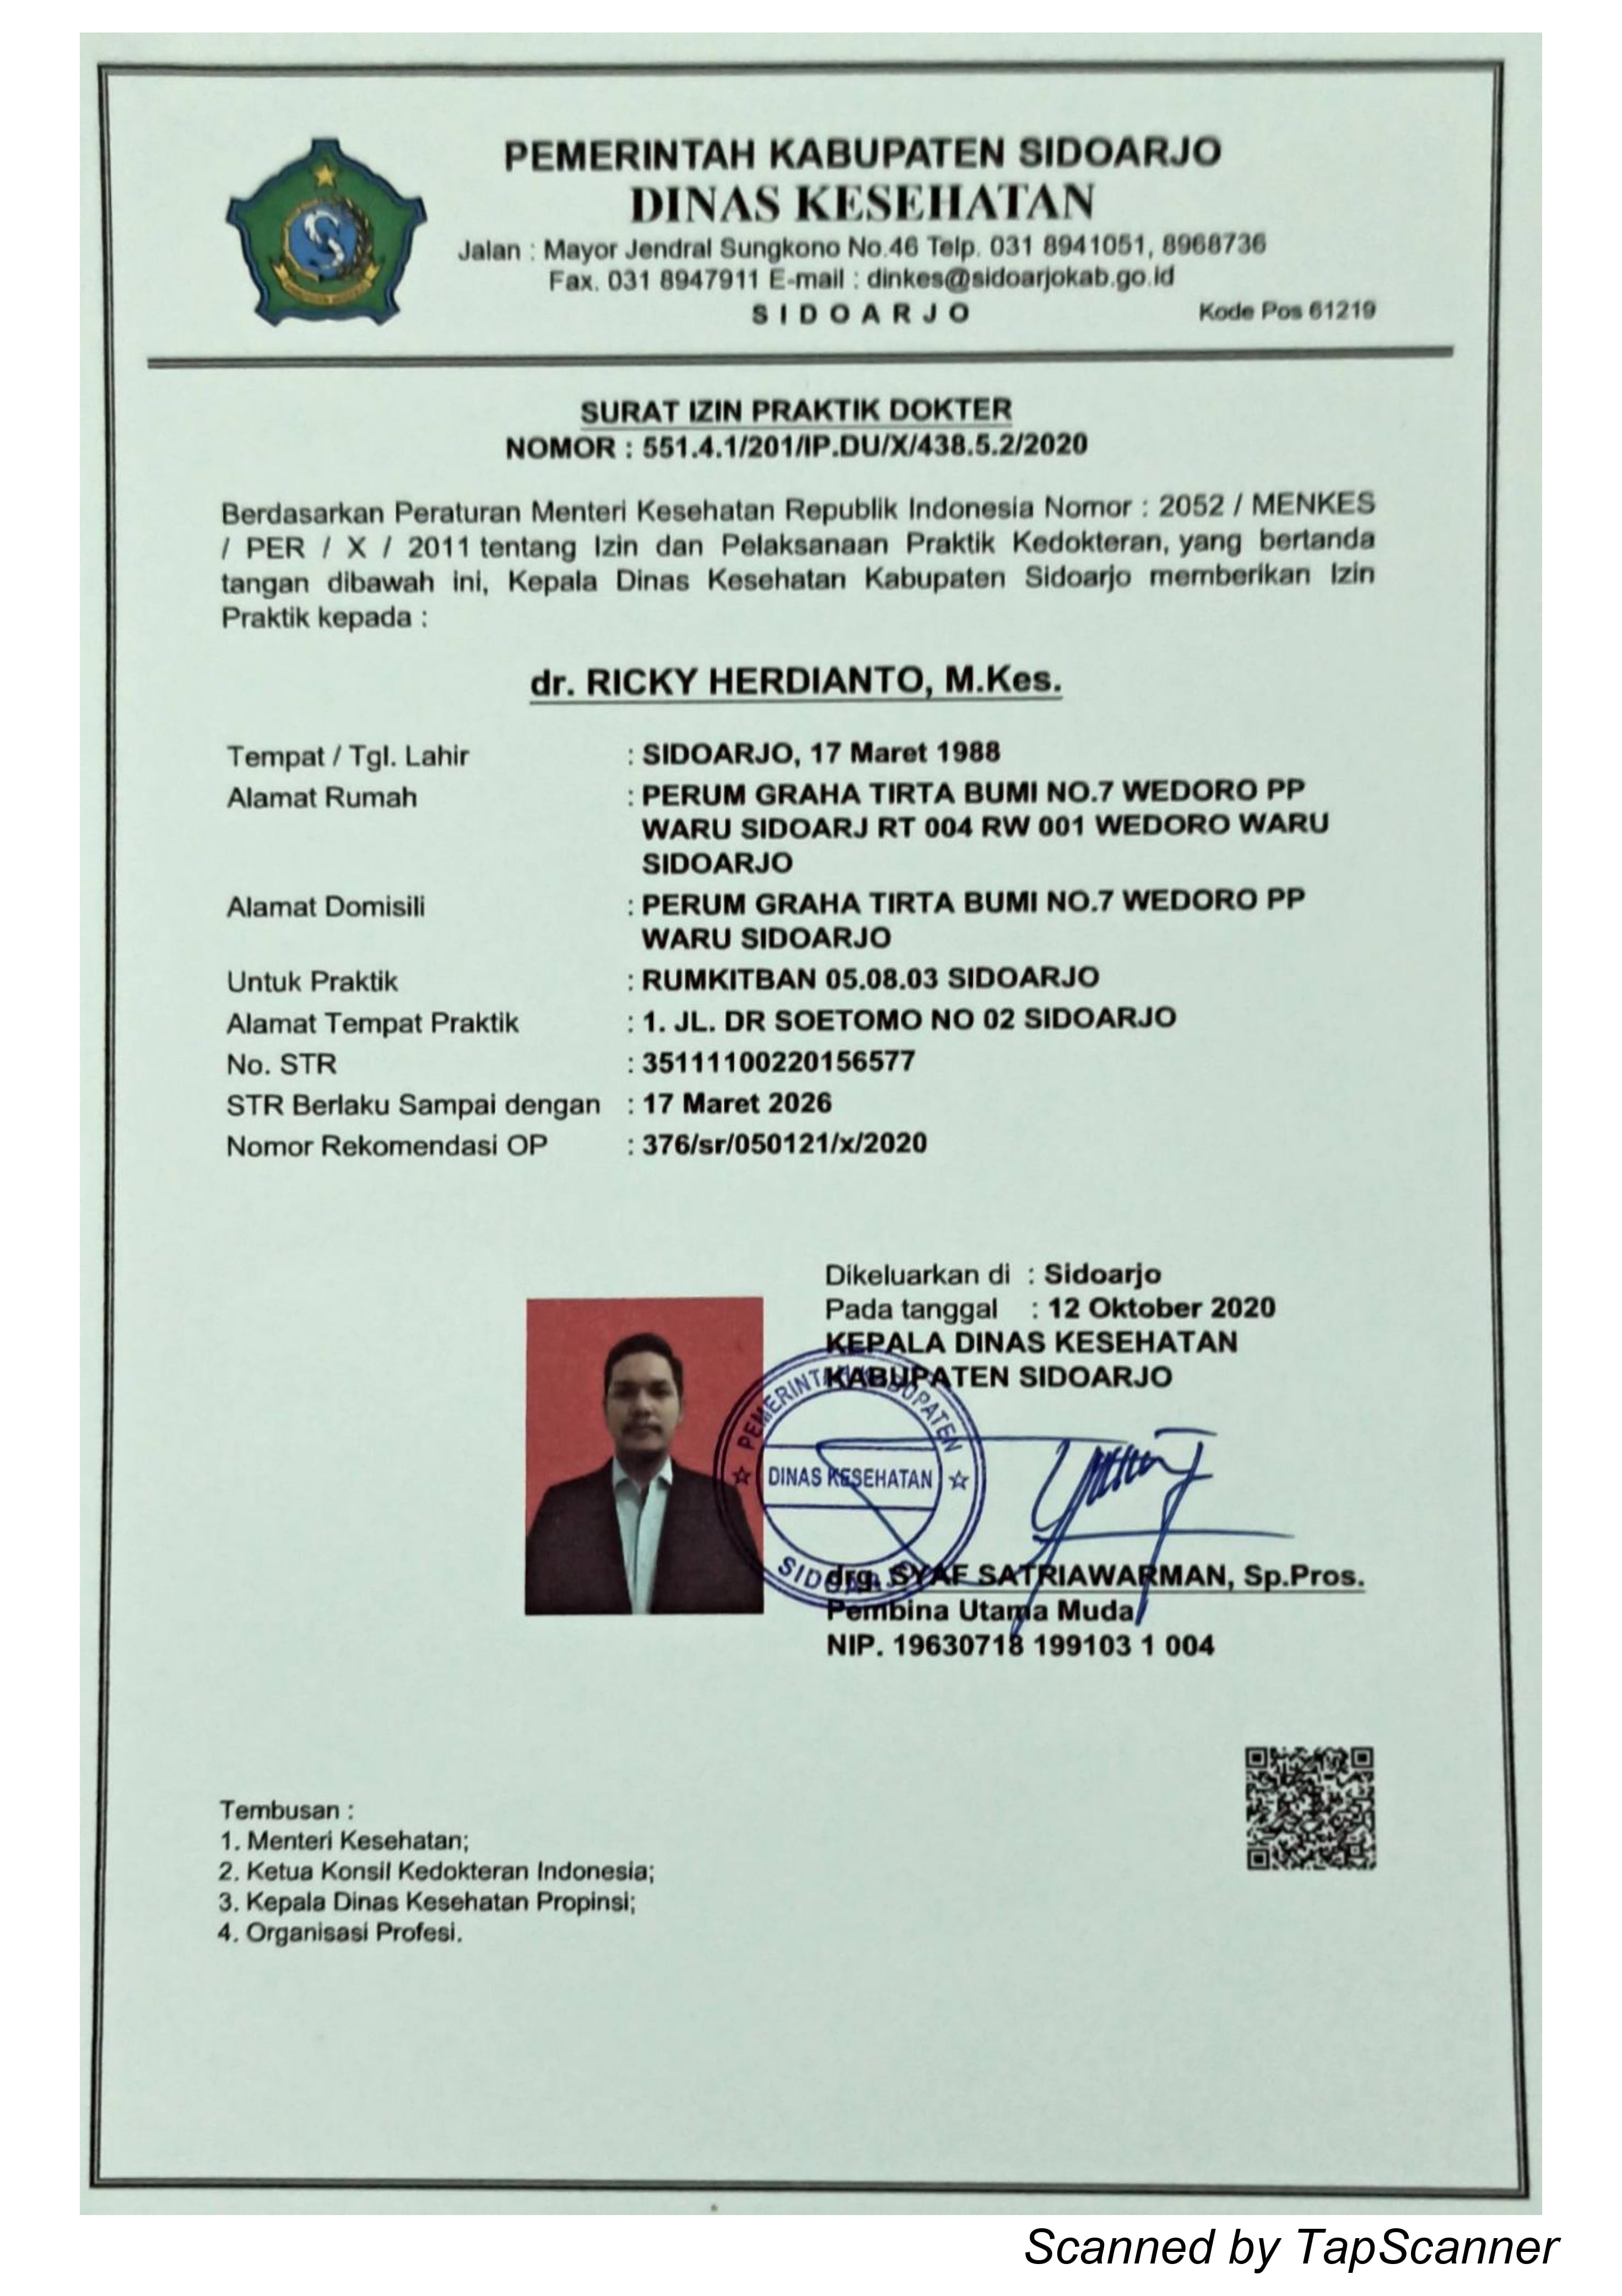 PEMERINTAH KABUPATEN SIDOARJO
DINAS KESEHATAN
Jalan : Mayor Jendral Sungkono No.46 Telp. 031 8941051, 8968736
Fax. 031 8947911 E-mail : dinkes@sidoarjokab.go.id
SIDOARJO Kode Pos 61219
SURAT IZIN PRAKTIK DOKTER
NOMOR : 551.4.1/201/IP.DU/X/438.5.2/2020
Berdasarkan Peraturan Menteri Kesehatan Republik Indonesia Nomor : 2052 / MENKES
/ PER / X / 2011 tentang Izin dan Pelaksanaan Praktik Kedokteran, yang bertanda
tangan dibawah ini, Kepala Dinas Kesehatan Kabupaten Sidoarjo memberikan Izin
Praktik kepada :
dr. RICKY HERDIANTO, M.Kes.
Tempat / Tgl. Lahir : SIDOARJO, 17 Maret 1988
Alamat Rumah : PERUM GRAHA TIRTA BUMI NO.7 WEDORO PP
WARU SIDOARJ RT 004 RW 001 WEDORO WARU
SIDOARJO
Alamat Domisili : PERUM GRAHA TIRTA BUMI NO.7 WEDORO PP
WARU SIDOARJO
Untuk Praktik : RUMKITBAN 05.08.03 SIDOARJO
Alamat Tempat Praktik : 1. JL. DR SOETOMO NO 02 SIDOARJO
No. STR : 35111100220156577
STR Berlaku Sampai dengan : 17 Maret 2026
Nomor Rekomendasi OP : 376/sr/050121/x/2020
Dikeluarkan di : Sidoarjo
Pada tanggal : 12 Oktober 2020
KEPALA DINAS KESEHATAN
KABUPATEN SIDOARJO
PEMERINTAH KABUPATEN
DINAS KESEHATAN
SIDOARJO
drg. SYAF SATRIAWARMAN, Sp.Pros.
Pembina Utama Muda
NIP. 19630718 199103 1 004
Tembusan :
1. Menteri Kesehatan;
2. Ketua Konsil Kedokteran Indonesia;
3. Kepala Dinas Kesehatan Propinsi;
4. Organisasi Profesi.
Scanned by TapScanner